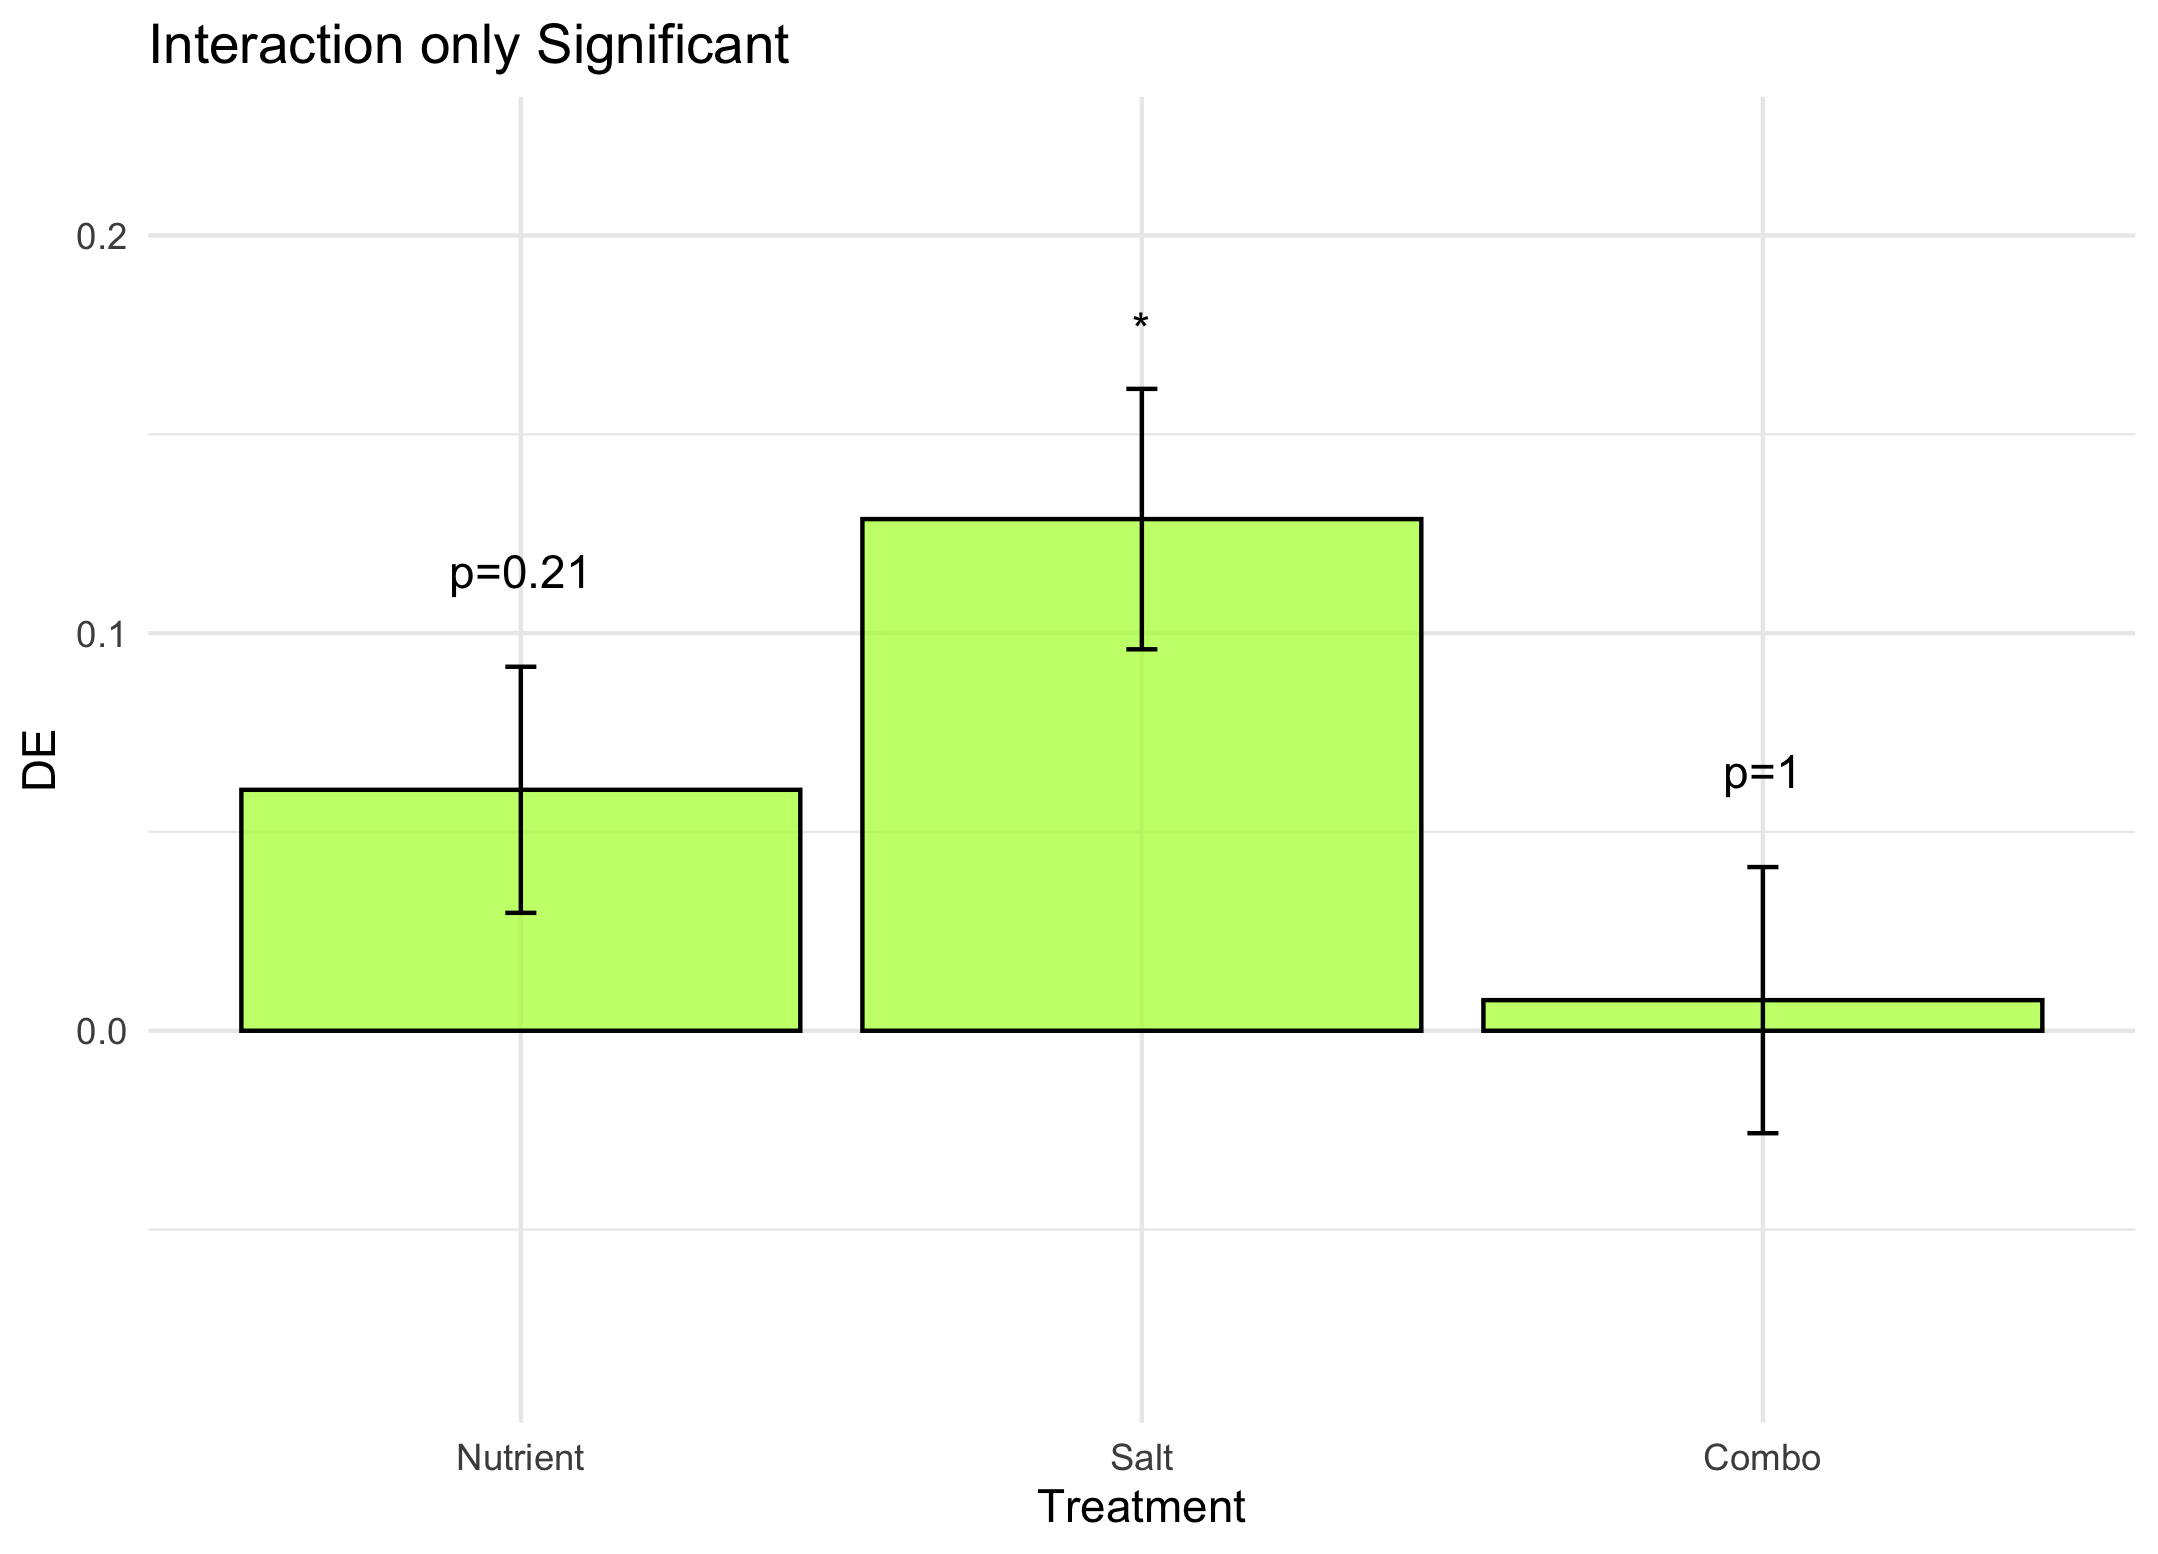 Interaction only Significant
0.2
*
p=0.21
0.1
p=1
DE
0.0
Nutrient Salt Combo
Treatment